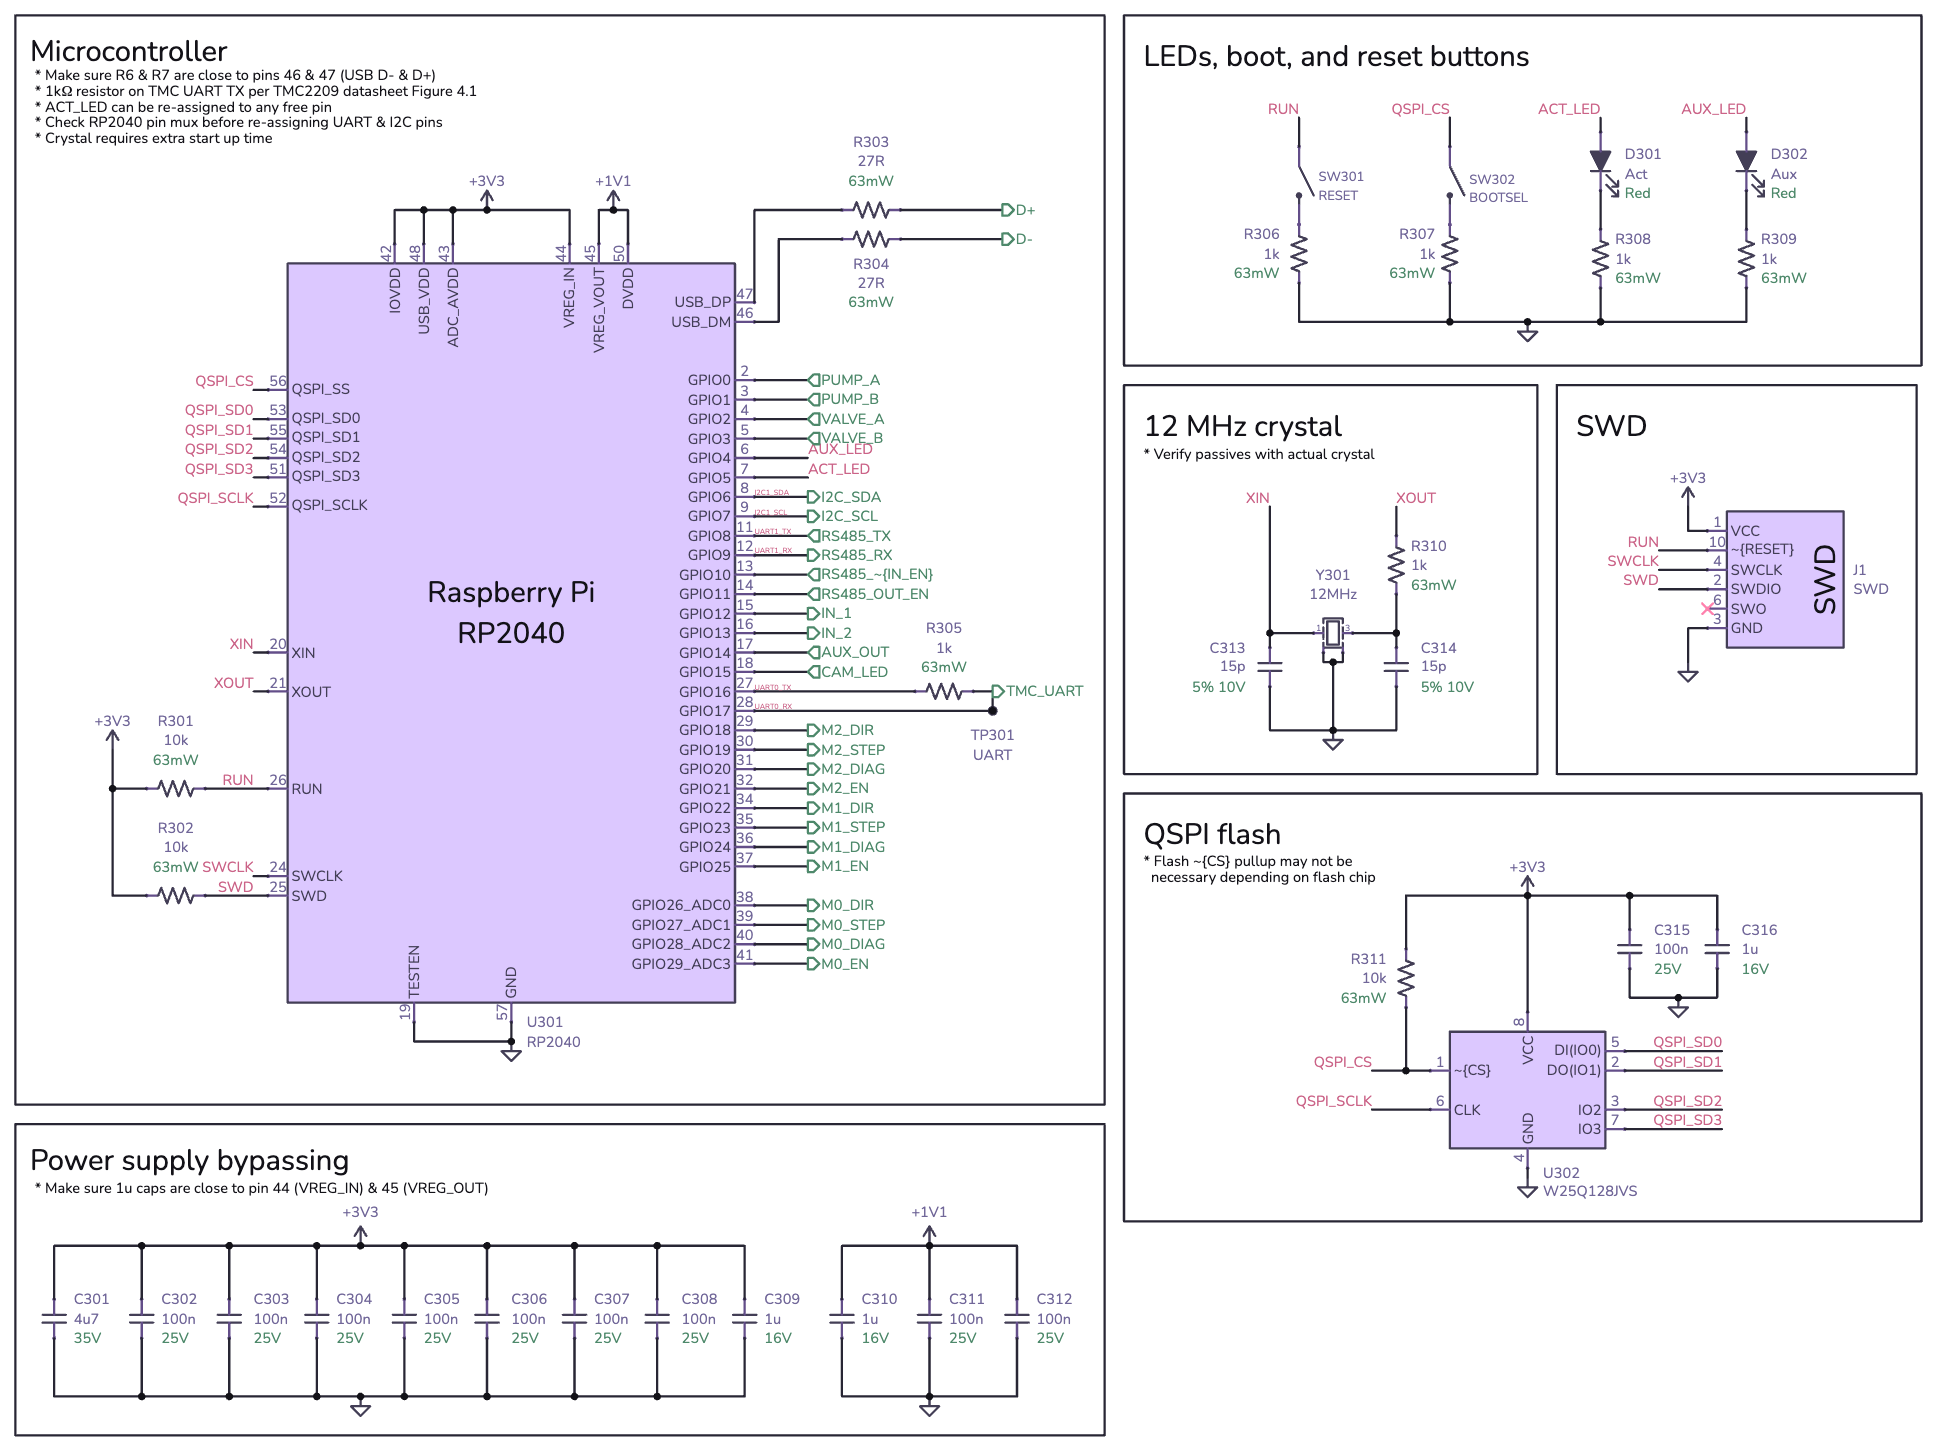 Microcontroller
* Make sure R6 & R7 are close to pins 46 & 47 (USB D- & D+)
* 1kΩ resistor on TMC UART TX per TMC2209 datasheet Figure 4.1
* ACT_LED can be re-assigned to any free pin
* Check RP2040 pin mux before re-assigning UART & I2C pins
* Crystal requires extra start up time
+3V3
+1V1
R303
27R
63mW
D+
D-
R304
27R
63mW
42
48
43
44
45
50
IOVDD
USB_VDD
ADC_AVDD
VREG_IN
VREG_VOUT
DVDD
USB_DP 47
USB_DM 46
QSPI_CS 56 QSPI_SS
QSPI_SD0 53 QSPI_SD0
QSPI_SD1 55 QSPI_SD1
QSPI_SD2 54 QSPI_SD2
QSPI_SD3 51 QSPI_SD3
QSPI_SCLK 52 QSPI_SCLK
Raspberry Pi
RP2040
XIN 20 XIN
XOUT 21 XOUT
+3V3
R301
10k
63mW
RUN 26 RUN
R302
10k
63mW
SWCLK 24 SWCLK
SWD 25 SWD
GPIO0 2 PUMP_A
GPIO1 3 PUMP_B
GPIO2 4 VALVE_A
GPIO3 5 VALVE_B
GPIO4 6 AUX_LED
GPIO5 7 ACT_LED
GPIO6 8 I2C1_SDA I2C_SDA
GPIO7 9 I2C1_SCL I2C_SCL
GPIO8 11 UART1_TX RS485_TX
GPIO9 12 UART1_RX RS485_RX
GPIO10 13 RS485_~{IN_EN}
GPIO11 14 RS485_OUT_EN
GPIO12 15 IN_1
GPIO13 16 IN_2
GPIO14 17 AUX_OUT
GPIO15 18 CAM_LED
R305
1k
63mW
GPIO16 27 UART0_TX TMC_UART
GPIO17 28 UART0_RX
TP301
UART
GPIO18 29 M2_DIR
GPIO19 30 M2_STEP
GPIO20 31 M2_DIAG
GPIO21 32 M2_EN
GPIO22 34 M1_DIR
GPIO23 35 M1_STEP
GPIO24 36 M1_DIAG
GPIO25 37 M1_EN
GPIO26_ADC0 38 M0_DIR
GPIO27_ADC1 39 M0_STEP
GPIO28_ADC2 40 M0_DIAG
GPIO29_ADC3 41 M0_EN
TESTEN
GND
19
57
U301
RP2040
Power supply bypassing
* Make sure 1u caps are close to pin 44 (VREG_IN) & 45 (VREG_OUT)
+3V3
+1V1
C301
4u7
35V
C302
100n
25V
C303
100n
25V
C304
100n
25V
C305
100n
25V
C306
100n
25V
C307
100n
25V
C308
100n
25V
C309
1u
16V
C310
1u
16V
C311
100n
25V
C312
100n
25V
LEDs, boot, and reset buttons
RUN
QSPI_CS
ACT_LED
AUX_LED
SW301
RESET
SW302
BOOTSEL
D301
Act
Red
D302
Aux
Red
R306
1k
63mW
R307
1k
63mW
R308
1k
63mW
R309
1k
63mW
12 MHz crystal
* Verify passives with actual crystal
XIN
XOUT
R310
1k
63mW
Y301
12MHz
1
3
C313
15p
5% 10V
C314
15p
5% 10V
SWD
+3V3
1 VCC
RUN 10 ~{RESET}
SWCLK 4 SWCLK
SWD 2 SWDIO
6 SWO
3 GND
SWD
J1
SWD
QSPI flash
* Flash ~{CS} pullup may not be
necessary depending on flash chip
+3V3
R311
10k
63mW
C315
100n
25V
C316
1u
16V
8
VCC
QSPI_CS 1 ~{CS}
QSPI_SCLK 6 CLK
DI(IO0) 5 QSPI_SD0
DO(IO1) 2 QSPI_SD1
IO2 3 QSPI_SD2
IO3 7 QSPI_SD3
GND
4
U302
W25Q128JVS